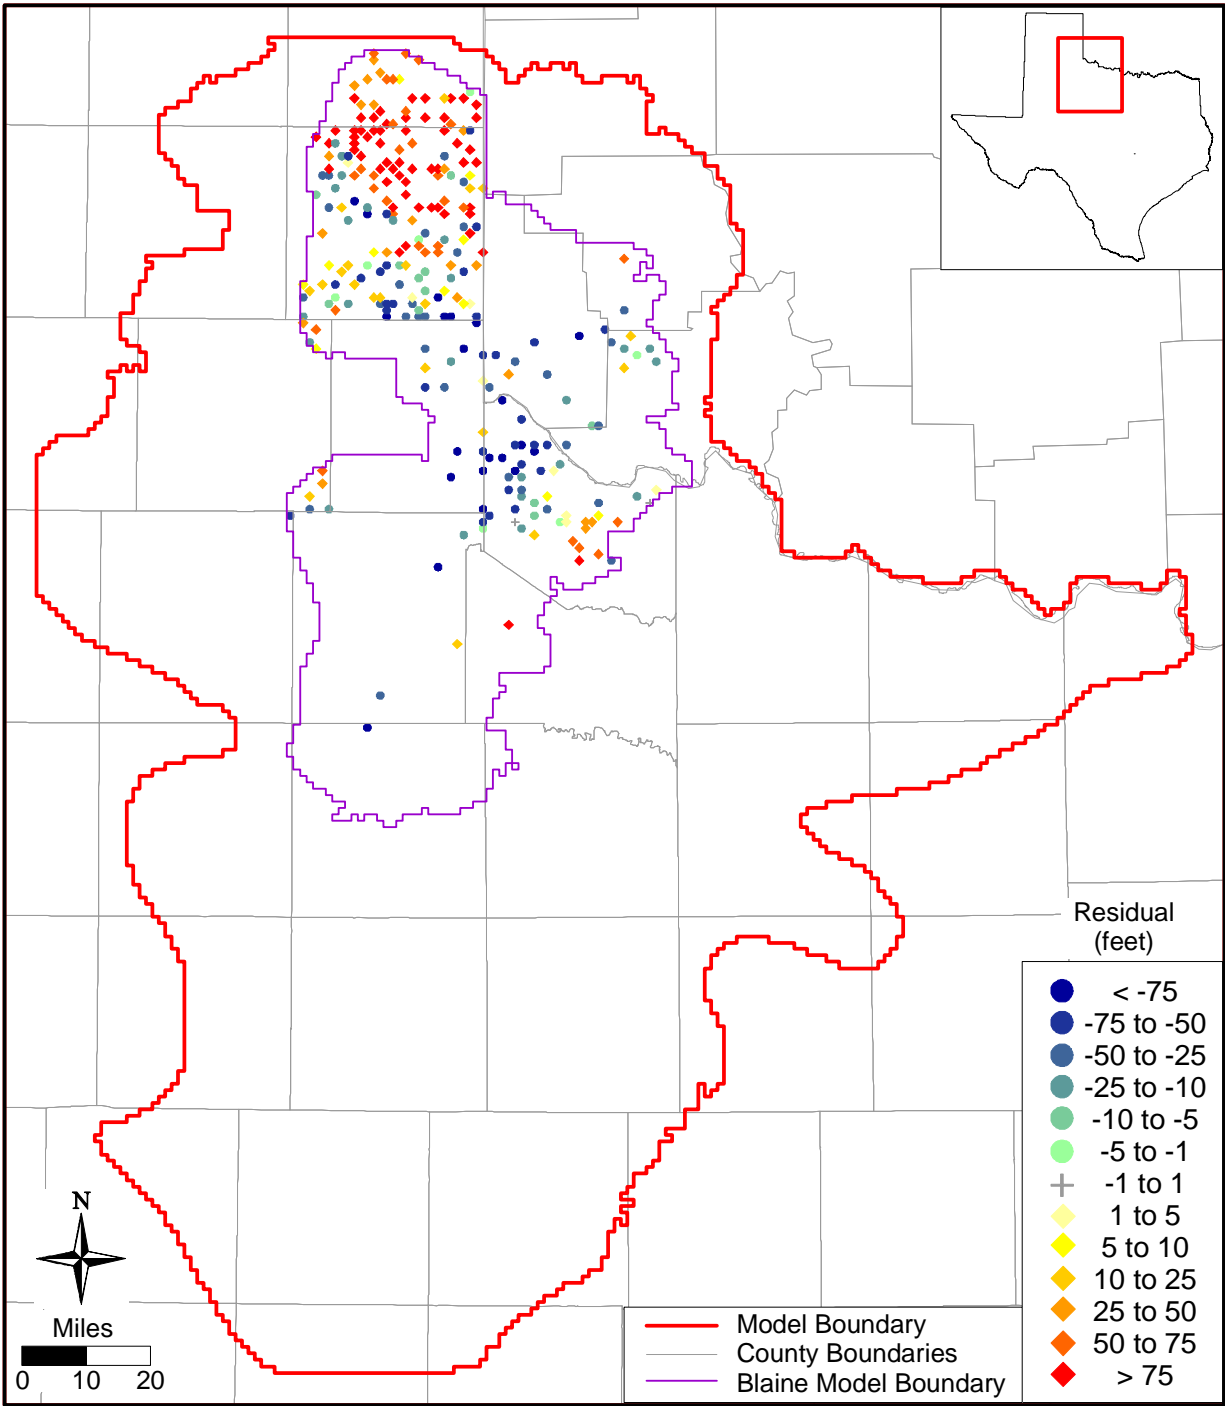 Residual
(feet)
< -75
-75 to -50
-50 to -25
-25 to -10
-10 to -5
-5 to -1
-1 to 1
1 to 5
5 to 10
10 to 25
25 to 50
50 to 75
> 75
N
Miles
0 10 20
Model Boundary
County Boundaries
Blaine Model Boundary